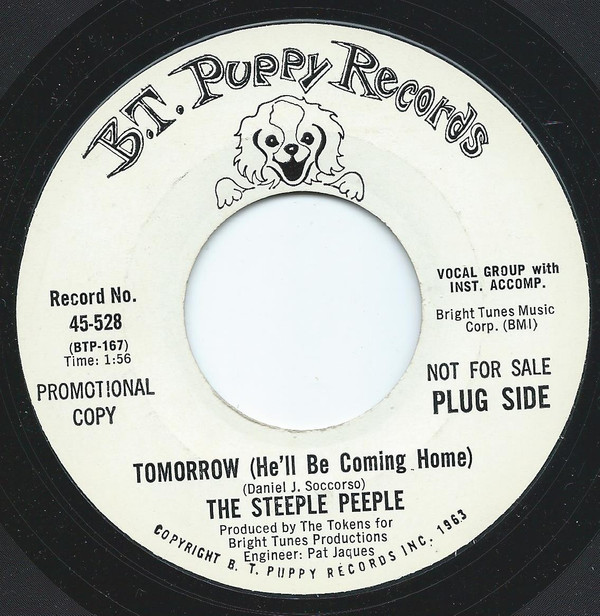 B.T. Puppy Records
VOCAL GROUP with
INST. ACCOMP.
Bright Tunes Music
Corp. (BMI)
NOT FOR SALE
PLUG SIDE
Record No.
45-528
(BTP-167)
Time: 1:56
PROMOTIONAL
COPY
TOMORROW (He'll Be Coming Home)
(Daniel J. Soccorso)
THE STEEPLE PEEPLE
Produced by The Tokens for
Bright Tunes Productions
Engineer: Pat Jaques
COPYRIGHT B. T. PUPPY RECORDS INC. 1963